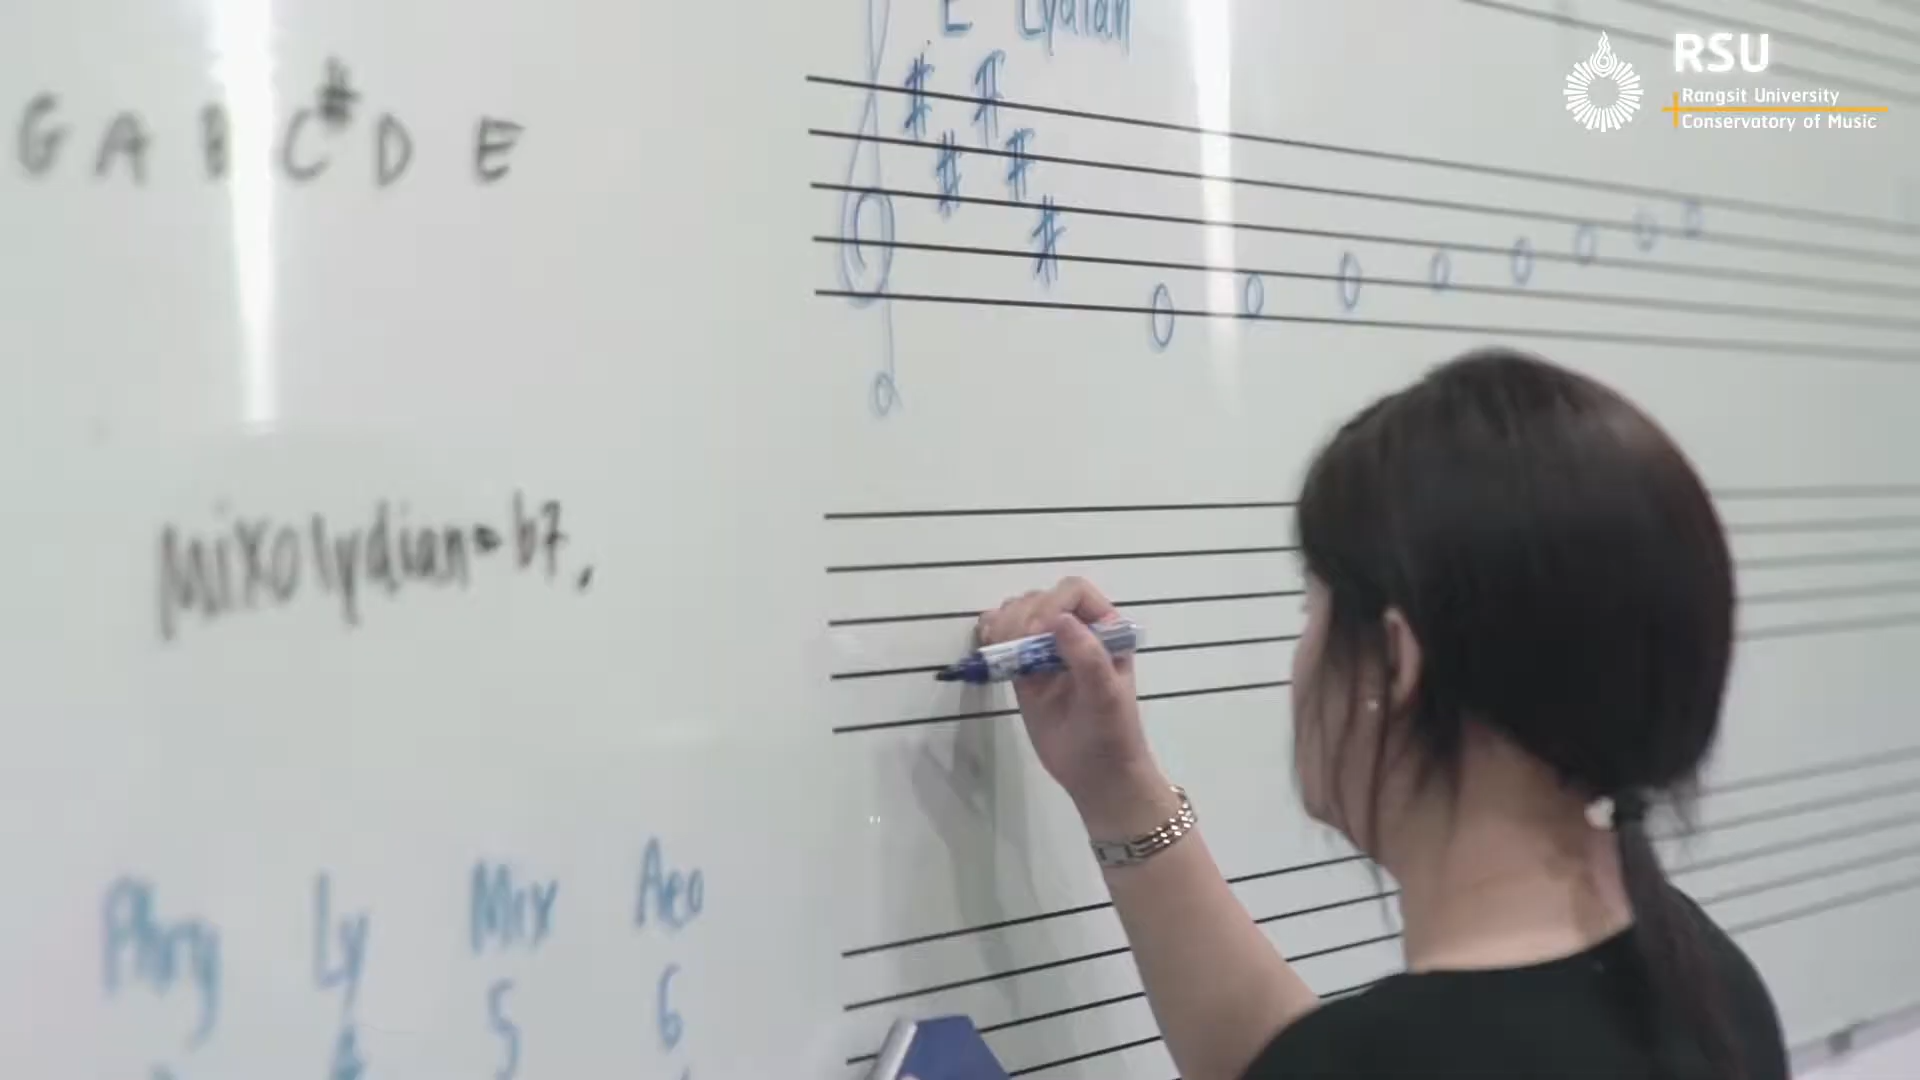 E Lydian
G A B C# D E
Mixolydian = b7.
Phry Ly Mix Aeo
5 6
RSU
Rangsit University
Conservatory of Music